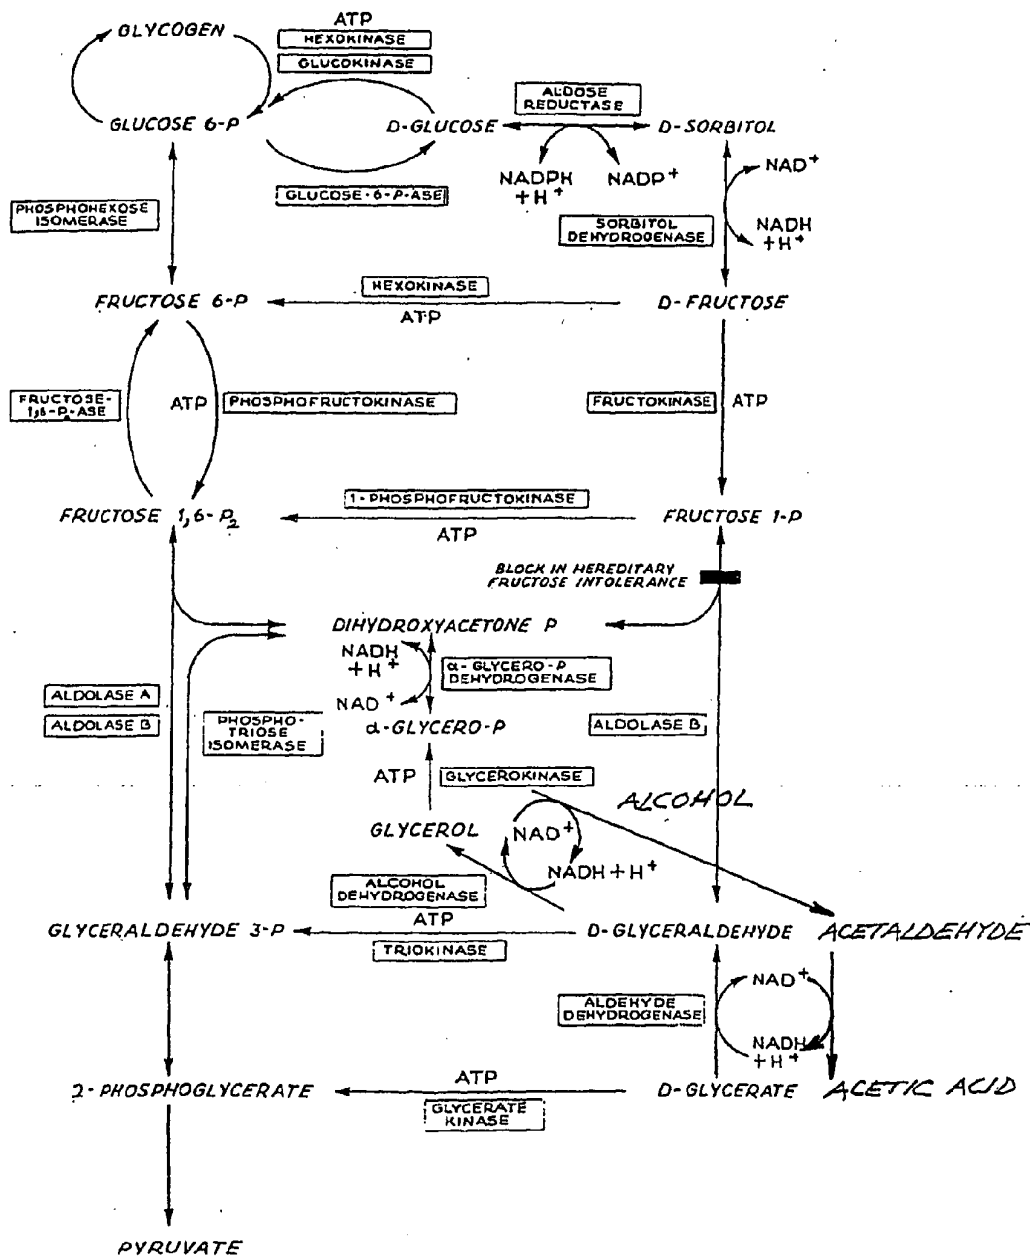 GLYCOGEN
ATP
HEXOKINASE
GLUCOKINASE
GLUCOSE 6-P
D-GLUCOSE
ALDOSE
REDUCTASE
D-SORBITOL
NADPH
+H+
NADP+
NAD+
GLUCOSE-6-P-ASE
PHOSPHOHEXOSE
ISOMERASE
SORBITOL
DEHYDROGENASE
NADH
+H+
FRUCTOSE 6-P
HEXOKINASE
ATP
D-FRUCTOSE
FRUCTOSE-
1,6-P2-ASE
ATP
PHOSPHOFRUCTOKINASE
FRUCTOKINASE
ATP
FRUCTOSE 1,6-P2
1-PHOSPHOFRUCTOKINASE
ATP
FRUCTOSE 1-P
BLOCK IN HEREDITARY
FRUCTOSE INTOLERANCE
DIHYDROXYACETONE P
NADH
+H+
α-GLYCERO-P
DEHYDROGENASE
NAD+
ALDOLASE A
ALDOLASE B
PHOSPHO-
TRIOSE
ISOMERASE
α-GLYCERO-P
ALDOLASE B
ATP
GLYCEROKINASE
ALCOHOL
GLYCEROL
NAD+
NADH+H+
ALCOHOL
DEHYDROGENASE
GLYCERALDEHYDE 3-P
ATP
TRIOKINASE
D-GLYCERALDEHYDE
ACETALDEHYDE
ALDEHYDE
DEHYDROGENASE
NAD+
NADH
+H+
2-PHOSPHOGLYCERATE
ATP
GLYCERATE
KINASE
D-GLYCERATE
ACETIC ACID
PYRUVATE